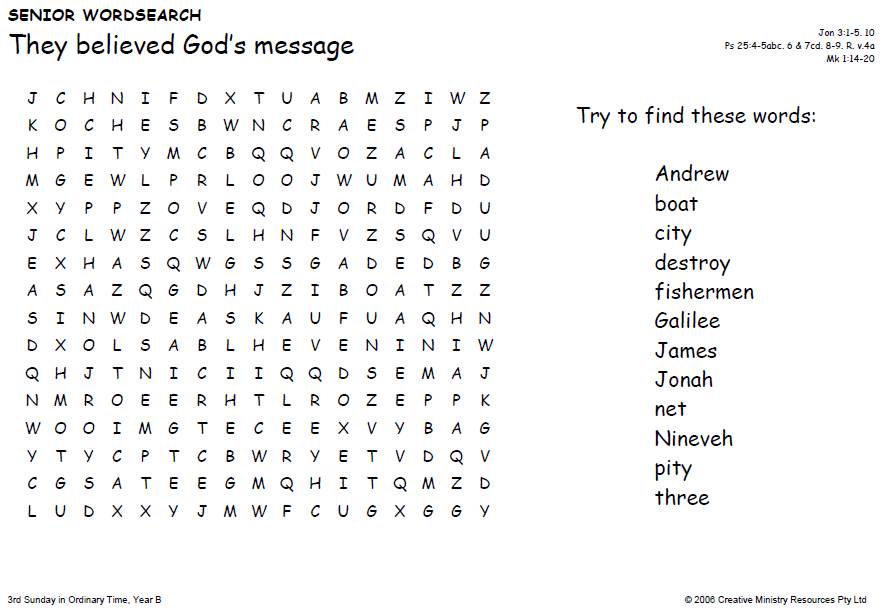 SENIOR WORDSEARCH
They believed God's message
Jon 3:1-5. 10
Ps 25:4-5abc. 6 & 7cd. 8-9. R. v.4a
Mk 1:14-20
J C H N I F D X T U A B M Z I W Z
K O C H E S B W N C R A E S P J P
H P I T Y M C B Q Q V O Z A C L A
M G E W L P R L O O J W U M A H D
X Y P P Z O V E Q D J O R D F D U
J C L W Z C S L H N F V Z S Q V U
E X H A S Q W G S S G A D E D B G
A S A Z Q G D H J Z I B O A T Z Z
S I N W D E A S K A U F U A Q H N
D X O L S A B L H E V E N I N I W
Q H J T N I C I I Q Q D S E M A J
N M R O E E R H T L R O Z E P P K
W O O I M G T E C E E X V Y B A G
Y T Y C P T C B W R Y E T V D Q V
C G S A T E E G M Q H I T Q M Z D
L U D X X Y J M W F C U G X G G Y
Try to find these words:
Andrew
boat
city
destroy
fishermen
Galilee
James
Jonah
net
Nineveh
pity
three
3rd Sunday in Ordinary Time, Year B
© 2006 Creative Ministry Resources Pty Ltd